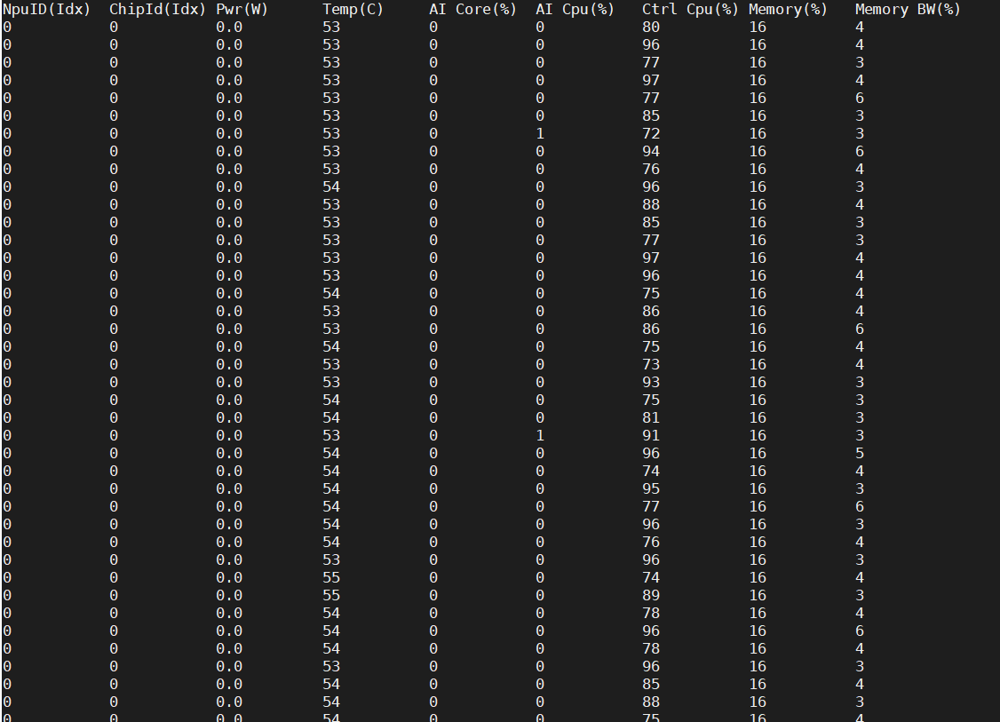 NpuID(Idx) ChipId(Idx) Pwr(W) Temp(C) AI Core(%) AI Cpu(%) Ctrl Cpu(%) Memory(%) Memory BW(%)
0 0 0.0 53 0 0 80 16 4
0 0 0.0 53 0 0 96 16 4
0 0 0.0 53 0 0 77 16 3
0 0 0.0 53 0 0 97 16 4
0 0 0.0 53 0 0 77 16 6
0 0 0.0 53 0 0 85 16 3
0 0 0.0 53 0 1 72 16 3
0 0 0.0 53 0 0 94 16 6
0 0 0.0 53 0 0 76 16 4
0 0 0.0 54 0 0 96 16 3
0 0 0.0 53 0 0 88 16 4
0 0 0.0 53 0 0 85 16 3
0 0 0.0 53 0 0 77 16 3
0 0 0.0 53 0 0 97 16 4
0 0 0.0 53 0 0 96 16 4
0 0 0.0 54 0 0 75 16 4
0 0 0.0 53 0 0 86 16 4
0 0 0.0 53 0 0 86 16 6
0 0 0.0 54 0 0 75 16 4
0 0 0.0 53 0 0 73 16 4
0 0 0.0 53 0 0 93 16 3
0 0 0.0 54 0 0 75 16 3
0 0 0.0 54 0 0 81 16 3
0 0 0.0 53 0 1 91 16 3
0 0 0.0 54 0 0 96 16 5
0 0 0.0 54 0 0 74 16 4
0 0 0.0 54 0 0 95 16 3
0 0 0.0 54 0 0 77 16 6
0 0 0.0 54 0 0 96 16 3
0 0 0.0 54 0 0 76 16 4
0 0 0.0 53 0 0 96 16 3
0 0 0.0 55 0 0 74 16 4
0 0 0.0 55 0 0 89 16 3
0 0 0.0 54 0 0 78 16 4
0 0 0.0 54 0 0 96 16 6
0 0 0.0 54 0 0 78 16 4
0 0 0.0 53 0 0 96 16 3
0 0 0.0 54 0 0 85 16 4
0 0 0.0 54 0 0 88 16 3
0 0 0.0 54 0 0 75 16 4